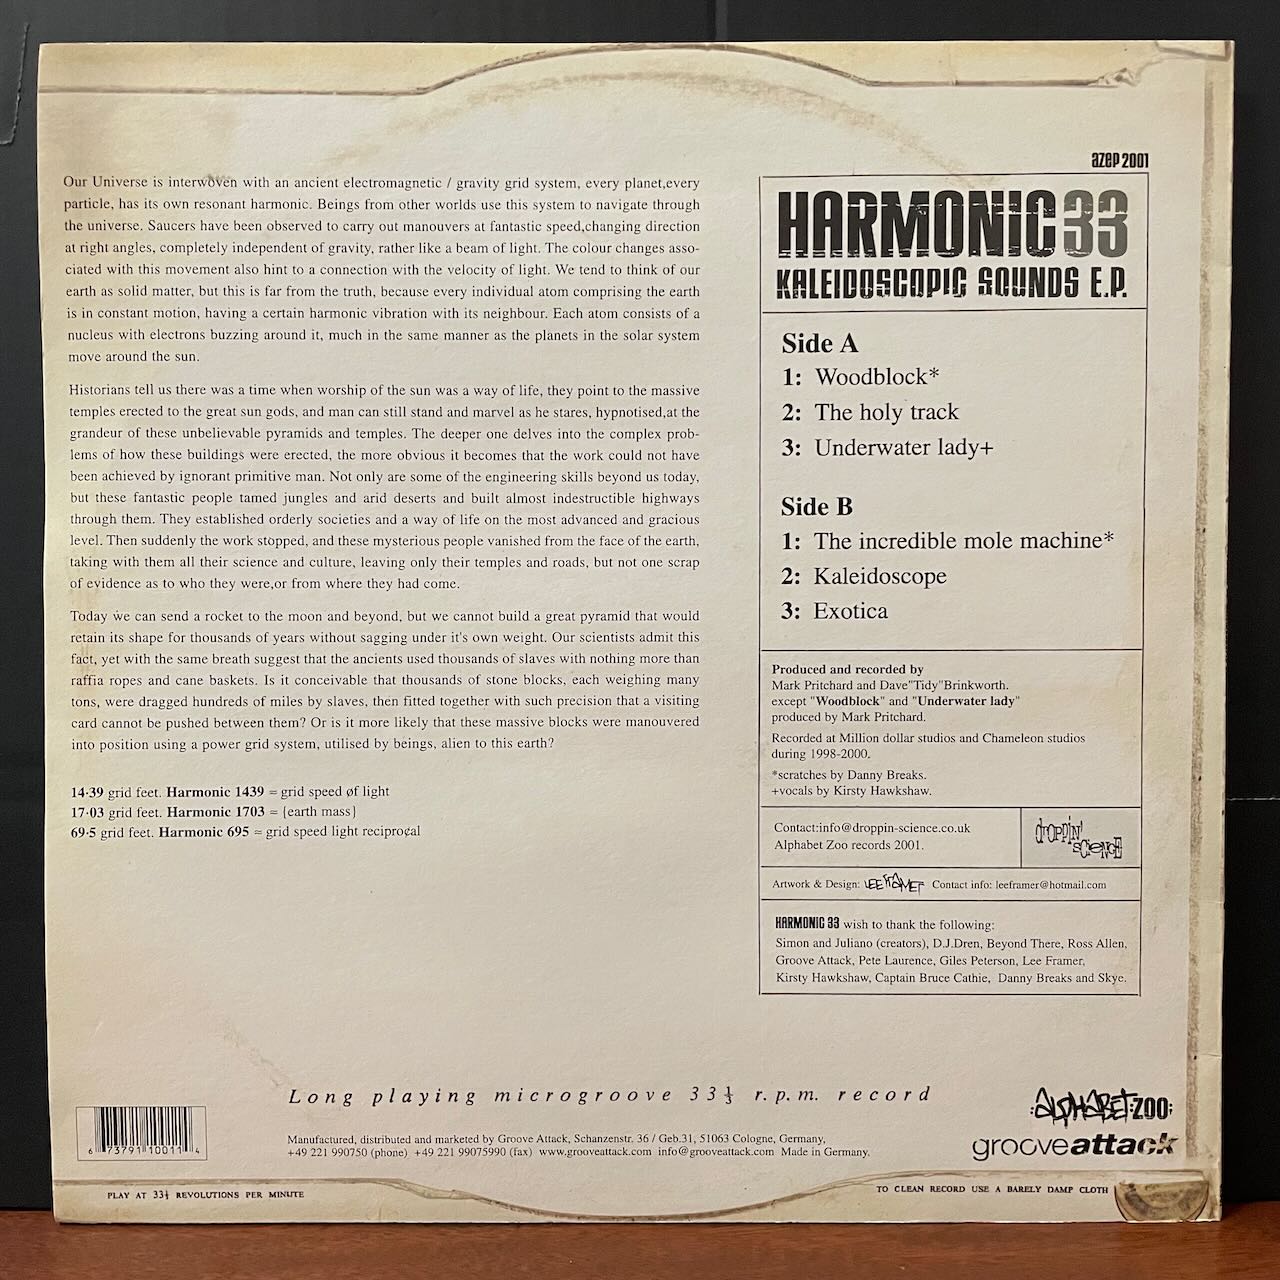 azep 2001
Our Universe is interwoven with an ancient electromagnetic / gravity grid system, every planet,every
particle, has its own resonant harmonic. Beings from other worlds use this system to navigate through
the universe. Saucers have been observed to carry out manouvers at fantastic speed,changing direction
at right angles, completely independent of gravity, rather like a beam of light. The colour changes asso-
ciated with this movement also hint to a connection with the velocity of light. We tend to think of our
earth as solid matter, but this is far from the truth, because every individual atom comprising the earth
is in constant motion, having a certain harmonic vibration with its neighbour. Each atom consists of a
nucleus with electrons buzzing around it, much in the same manner as the planets in the solar system
move around the sun.
Historians tell us there was a time when worship of the sun was a way of life, they point to the massive
temples erected to the great sun gods, and man can still stand and marvel as he stares, hypnotised,at the
grandeur of these unbelievable pyramids and temples. The deeper one delves into the complex prob-
lems of how these buildings were erected, the more obvious it becomes that the work could not have
been achieved by ignorant primitive man. Not only are some of the engineering skills beyond us today,
but these fantastic people tamed jungles and arid deserts and built almost indestructible highways
through them. They established orderly societies and a way of life on the most advanced and gracious
level. Then suddenly the work stopped, and these mysterious people vanished from the face of the earth,
taking with them all their science and culture, leaving only their temples and roads, but not one scrap
of evidence as to who they were,or from where they had come.
Today we can send a rocket to the moon and beyond, but we cannot build a great pyramid that would
retain its shape for thousands of years without sagging under it's own weight. Our scientists admit this
fact, yet with the same breath suggest that the ancients used thousands of slaves with nothing more than
raffia ropes and cane baskets. Is it conceivable that thousands of stone blocks, each weighing many
tons, were dragged hundreds of miles by slaves, then fitted together with such precision that a visiting
card cannot be pushed between them? Or is it more likely that these massive blocks were manouvered
into position using a power grid system, utilised by beings, alien to this earth?
14·39 grid feet. Harmonic 1439 = grid speed of light
17·03 grid feet. Harmonic 1703 = {earth mass}
69·5 grid feet. Harmonic 695 = grid speed light reciprocal
HARMONIC 33
KALEIDOSCOPIC SOUNDS E.P.
Side A
1: Woodblock*
2: The holy track
3: Underwater lady+
Side B
1: The incredible mole machine*
2: Kaleidoscope
3: Exotica
Produced and recorded by
Mark Pritchard and Dave"Tidy"Brinkworth.
except "Woodblock" and "Underwater lady"
produced by Mark Pritchard.
Recorded at Million dollar studios and Chameleon studios
during 1998-2000.
*scratches by Danny Breaks.
+vocals by Kirsty Hawkshaw.
Contact:info@droppin-science.co.uk
Alphabet Zoo records 2001.
droppin' science
Artwork & Design: LEE FRAMER Contact info: leeframer@hotmail.com
HARMONIC 33 wish to thank the following:
Simon and Juliano (creators), D.J.Dren, Beyond There, Ross Allen,
Groove Attack, Pete Laurence, Giles Peterson, Lee Framer,
Kirsty Hawkshaw, Captain Bruce Cathie, Danny Breaks and Skye.
Long playing microgroove 33⅓ r.p.m. record
Manufactured, distributed and marketed by Groove Attack, Schanzenstr. 36 / Geb.31, 51063 Cologne, Germany,
+49 221 990750 (phone) +49 221 99075990 (fax) www.grooveattack.com info@grooveattack.com Made in Germany.
6 73791 10011 4
:alphabet:zoo:
grooveattack
PLAY AT 33⅓ REVOLUTIONS PER MINUTE
TO CLEAN RECORD USE A BARELY DAMP CLOTH